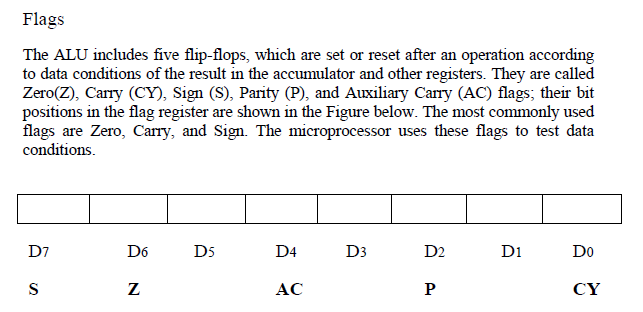 Flags
The ALU includes five flip-flops, which are set or reset after an operation according
to data conditions of the result in the accumulator and other registers. They are called
Zero(Z), Carry (CY), Sign (S), Parity (P), and Auxiliary Carry (AC) flags; their bit
positions in the flag register are shown in the Figure below. The most commonly used
flags are Zero, Carry, and Sign. The microprocessor uses these flags to test data
conditions.
D7 D6 D5 D4 D3 D2 D1 D0
S Z AC P CY